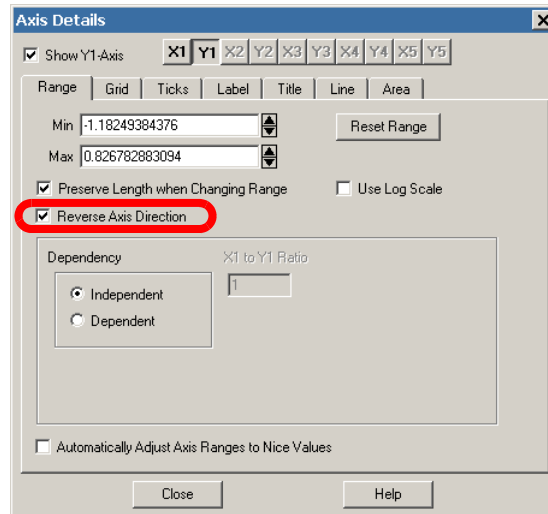 Axis Details
Show Y1-Axis X1 Y1 X2 Y2 X3 Y3 X4 Y4 X5 Y5
Range Grid Ticks Label Title Line Area
Min -1.18249384376 Reset Range
Max 0.826782883094
Preserve Length when Changing Range Use Log Scale
Reverse Axis Direction
Dependency X1 to Y1 Ratio
Independent 1
Dependent
Automatically Adjust Axis Ranges to Nice Values
Close Help